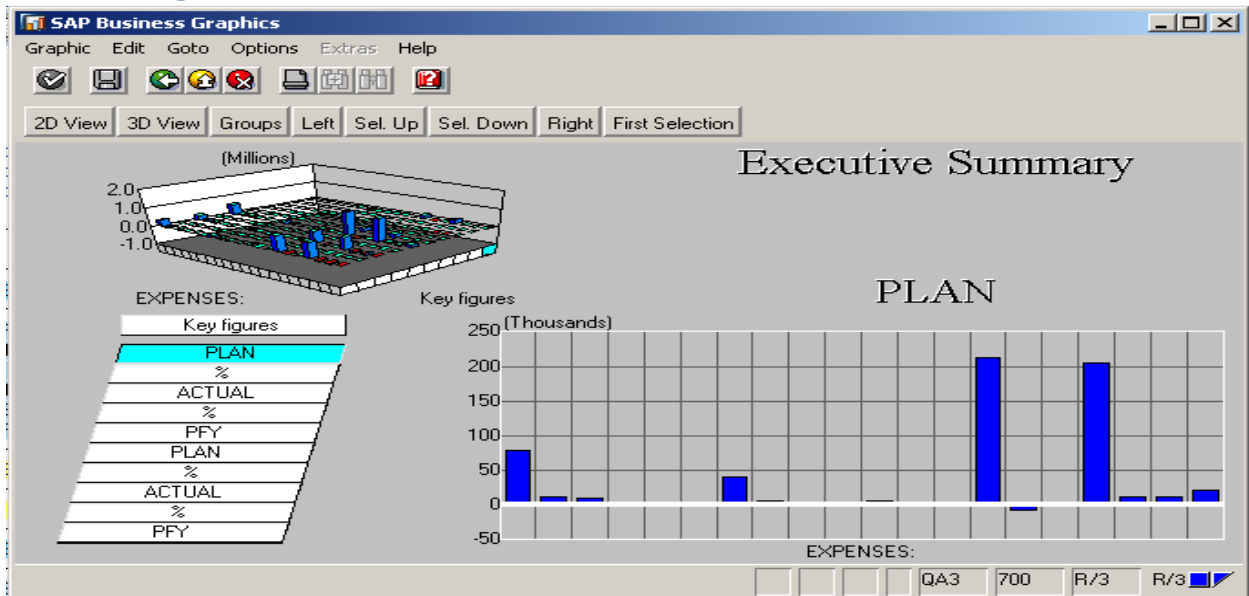 SAP Business Graphics
Graphic Edit Goto Options Extras Help
2D View 3D View Groups Left Sel. Up Sel. Down Right First Selection
(Millions)
2.0
1.0
0.0
-1.0
Executive Summary
EXPENSES: Key figures
PLAN
Key figures
PLAN
%
ACTUAL
%
PFY
PLAN
%
ACTUAL
%
PFY
(Thousands)
250
200
150
100
50
0
-50
EXPENSES:
QA3 700 R/3 R/3